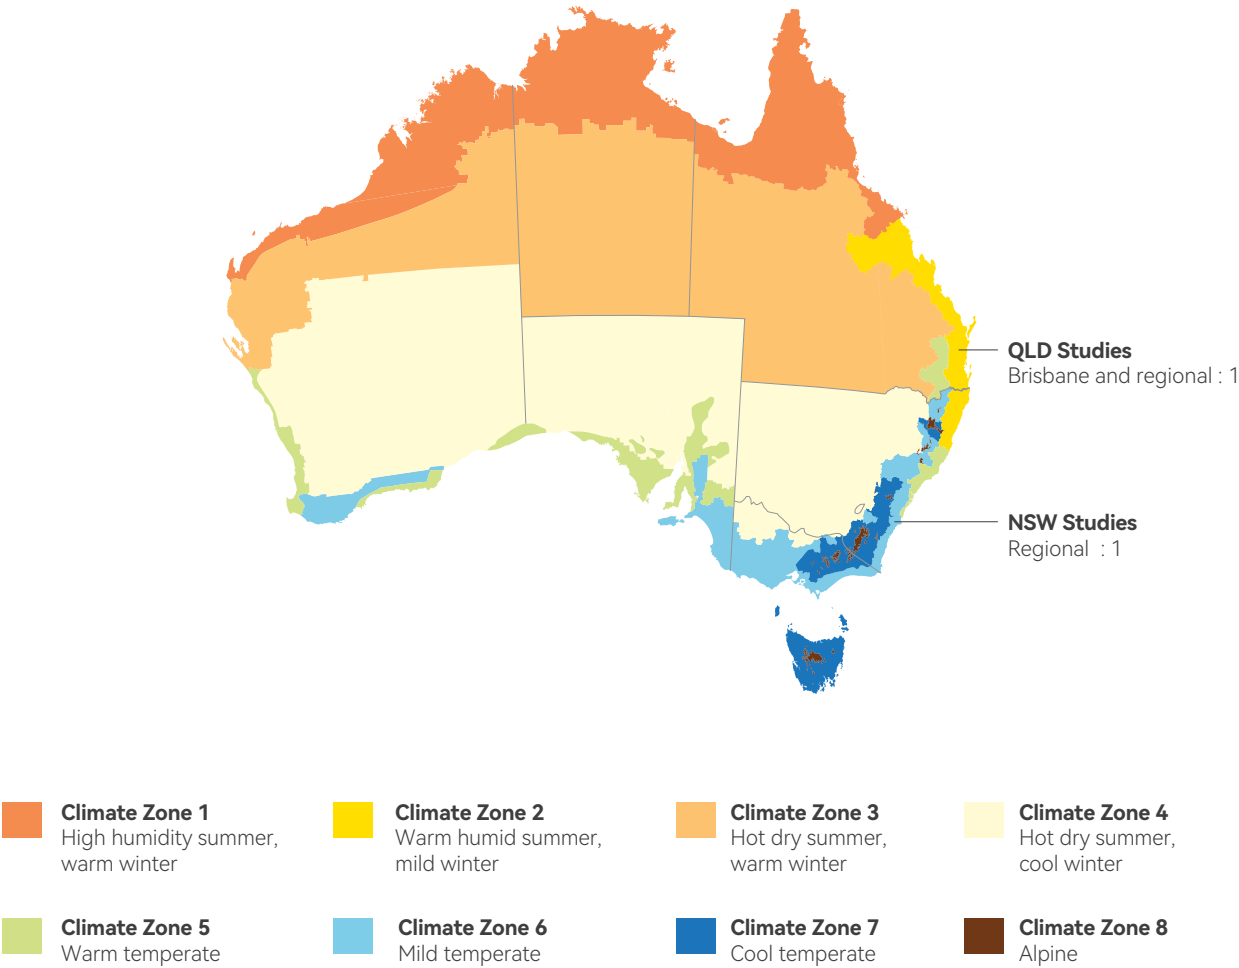 QLD Studies
Brisbane and regional : 1
NSW Studies
Regional  : 1
Climate Zone 1
High humidity summer,
warm winter
Climate Zone 2
Warm humid summer,
mild winter
Climate Zone 3
Hot dry summer,
warm winter
Climate Zone 4
Hot dry summer,
cool winter
Climate Zone 5
Warm temperate
Climate Zone 6
Mild temperate
Climate Zone 7
Cool temperate
Climate Zone 8
Alpine